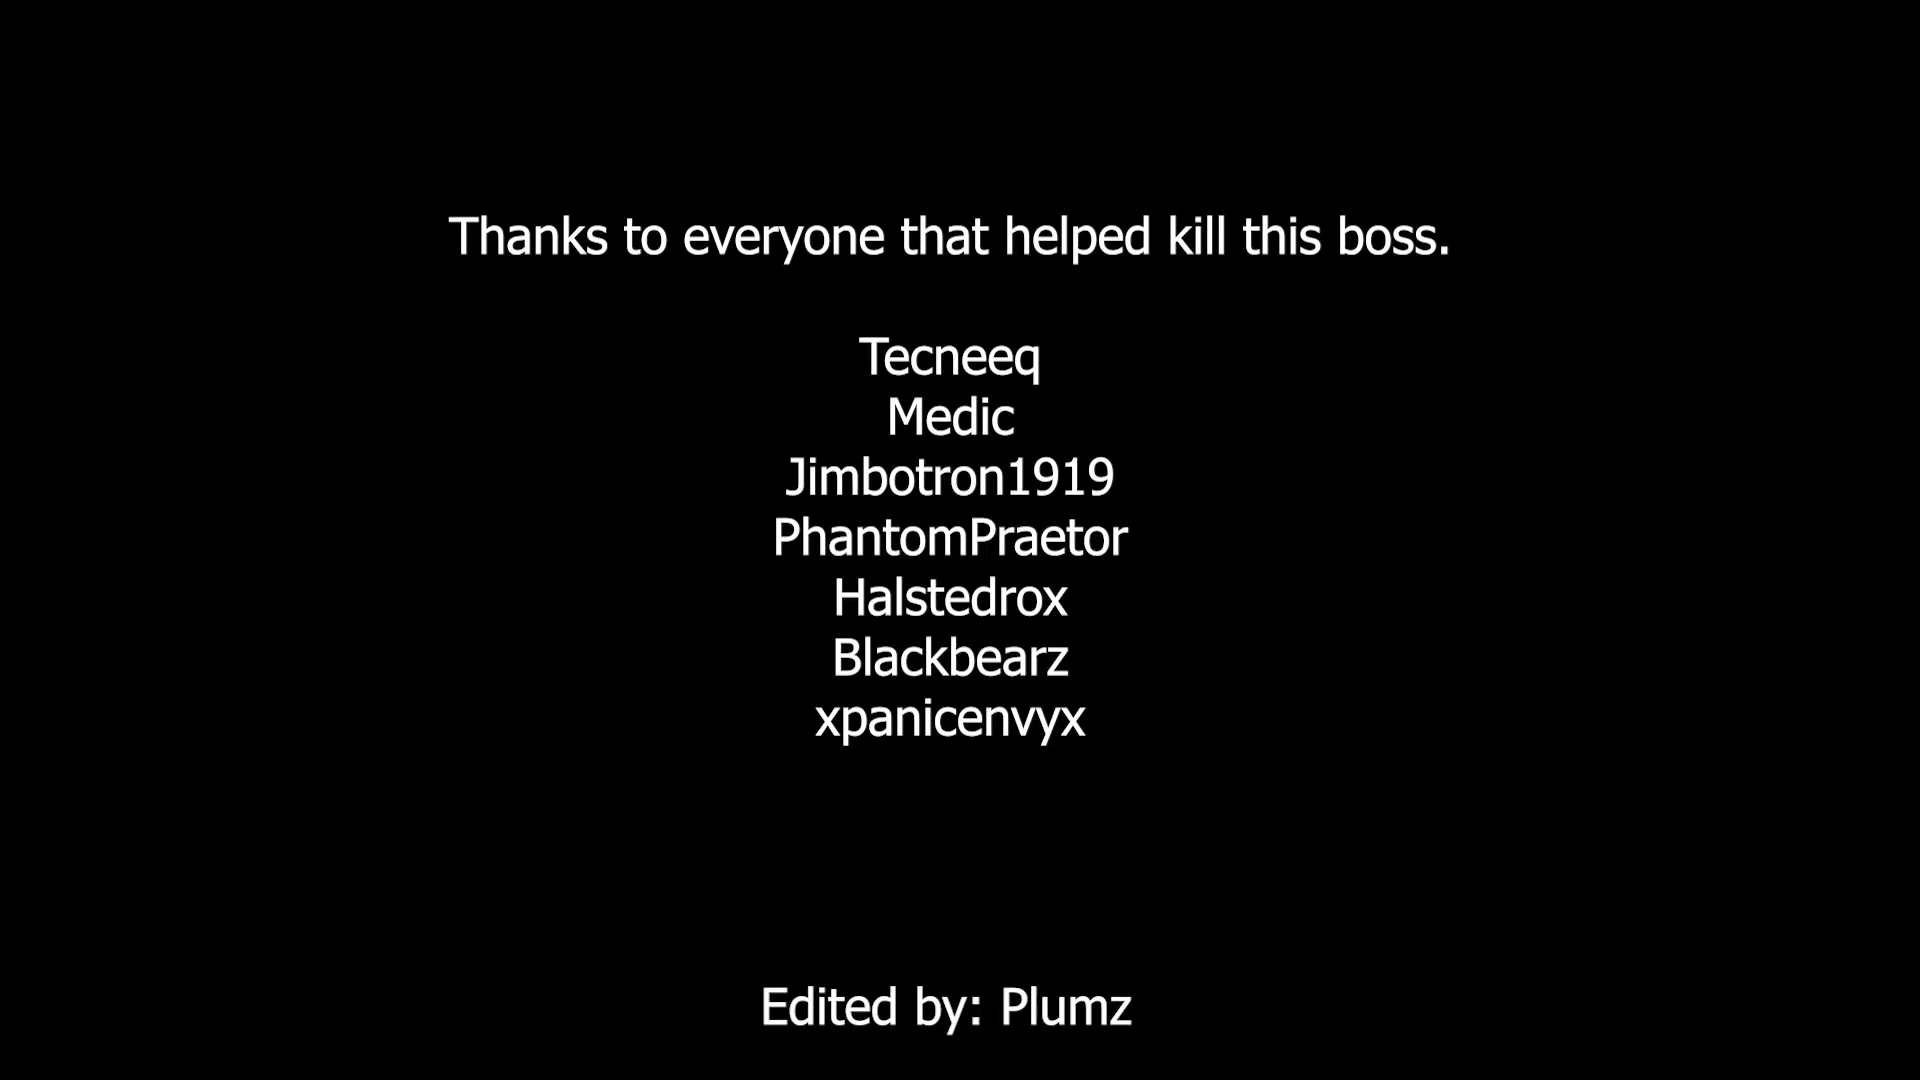 Thanks to everyone that helped kill this boss.
Tecneeq
Medic
Jimbotron1919
PhantomPraetor
Halstedrox
Blackbearz
xpanicenvyx
Edited by: Plumz